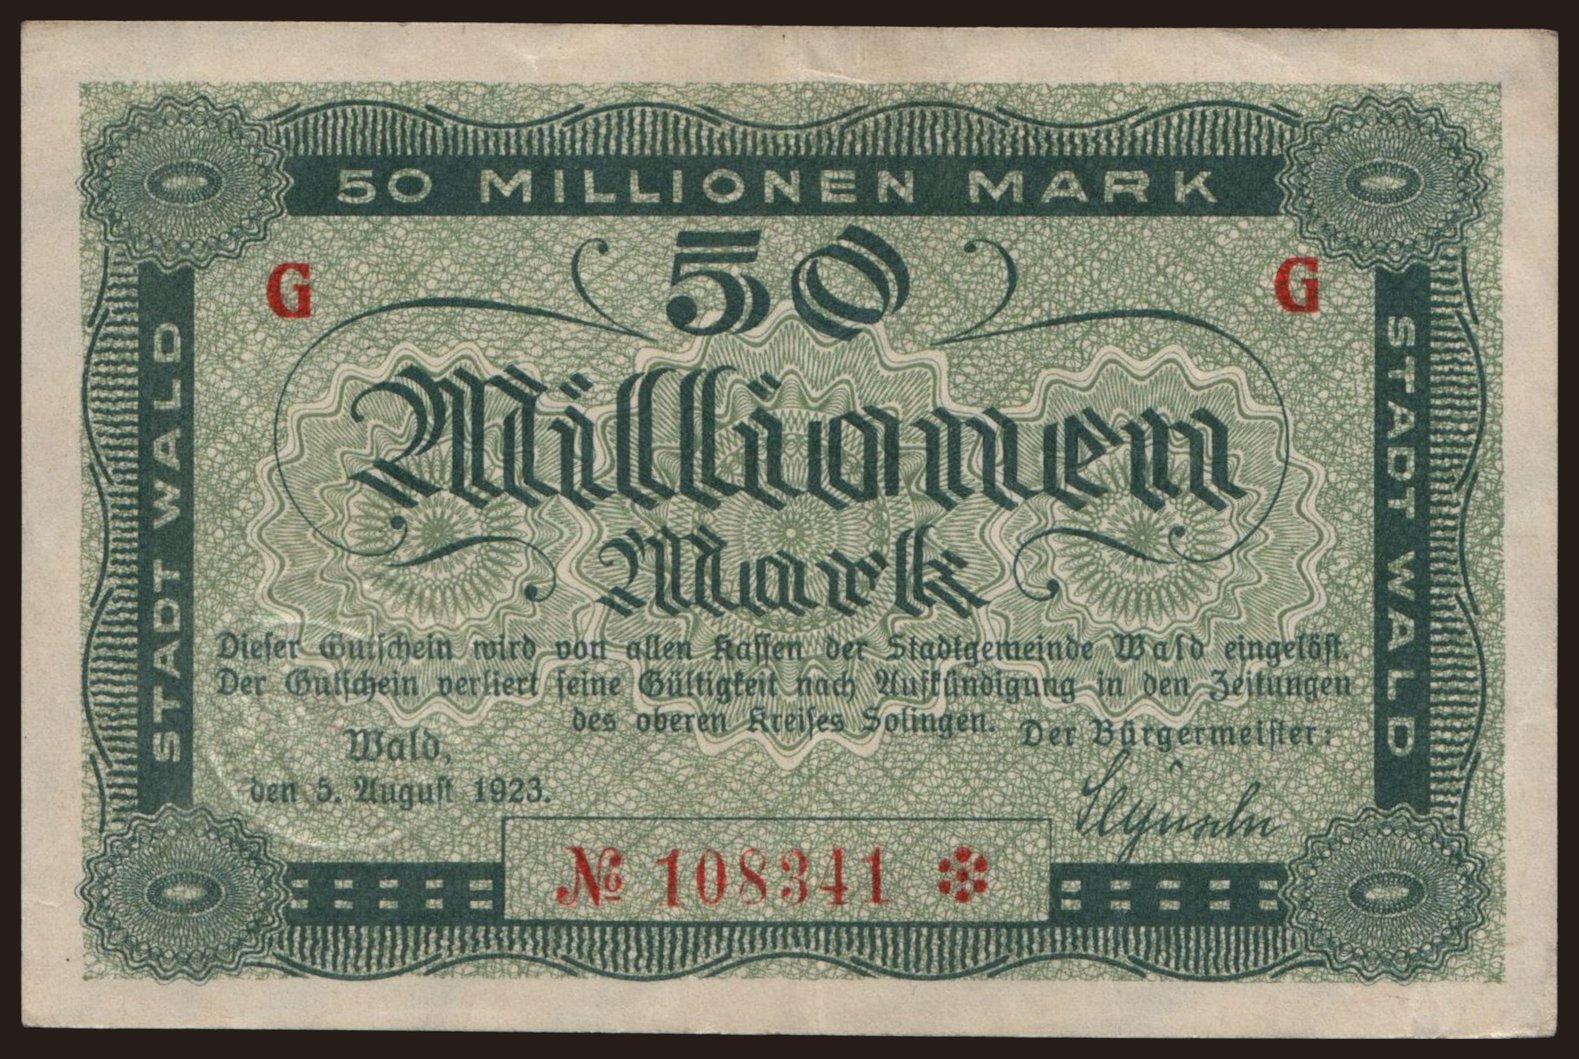 50 MILLIONEN MARK
G
G
50
Millionen
Mark
STADT WALD
STADT WALD
Dieser Gutschein wird von allen Kassen der Stadtgemeinde Wald eingelöst.
Der Gutschein verliert seine Gültigkeit nach Aufkündigung in den Zeitungen
des oberen Kreises Solingen.
Wald,
den 5. August 1923.
Der Bürgermeister:
№ 108341